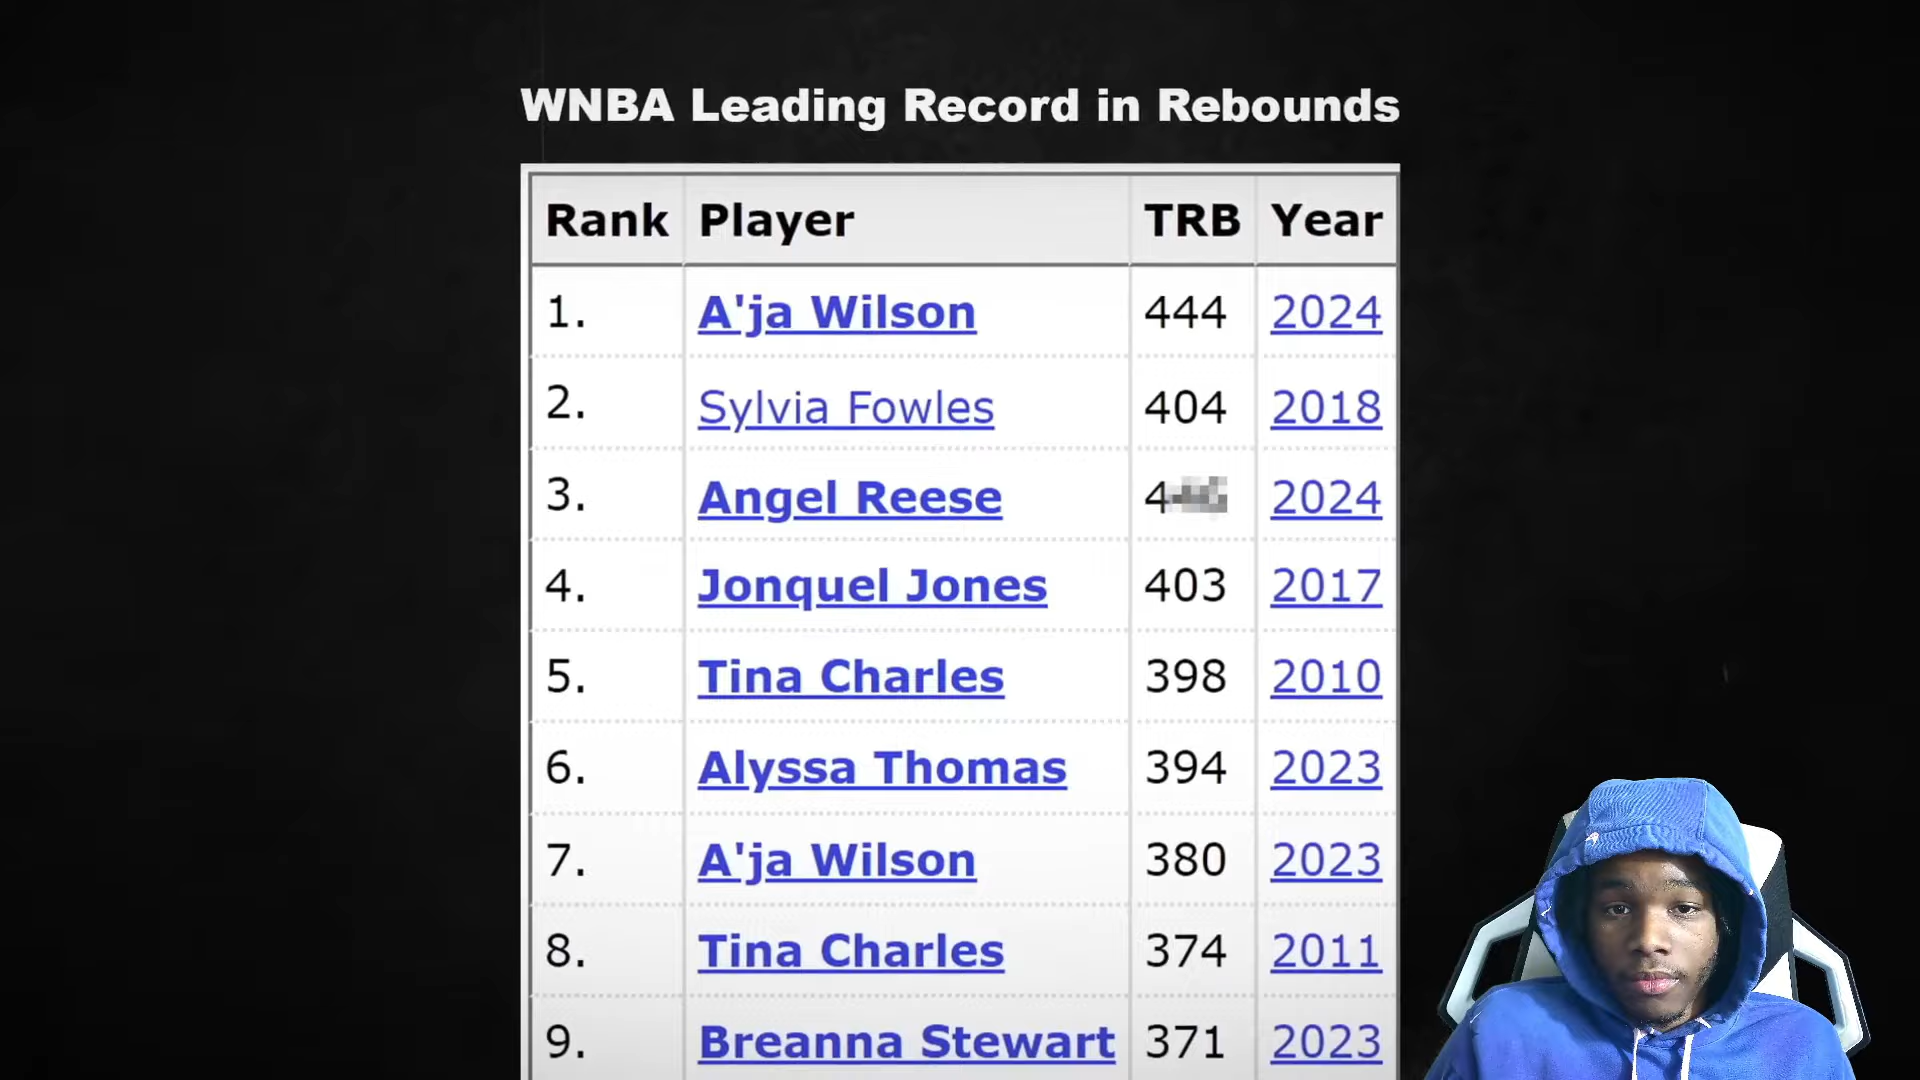 WNBA Leading Record in Rebounds
Rank Player TRB Year
1. A'ja Wilson 444 2024
2. Sylvia Fowles 404 2018
3. Angel Reese 2024
4. Jonquel Jones 403 2017
5. Tina Charles 398 2010
6. Alyssa Thomas 394 2023
7. A'ja Wilson 380 2023
8. Tina Charles 374 2011
9. Breanna Stewart 371 2023